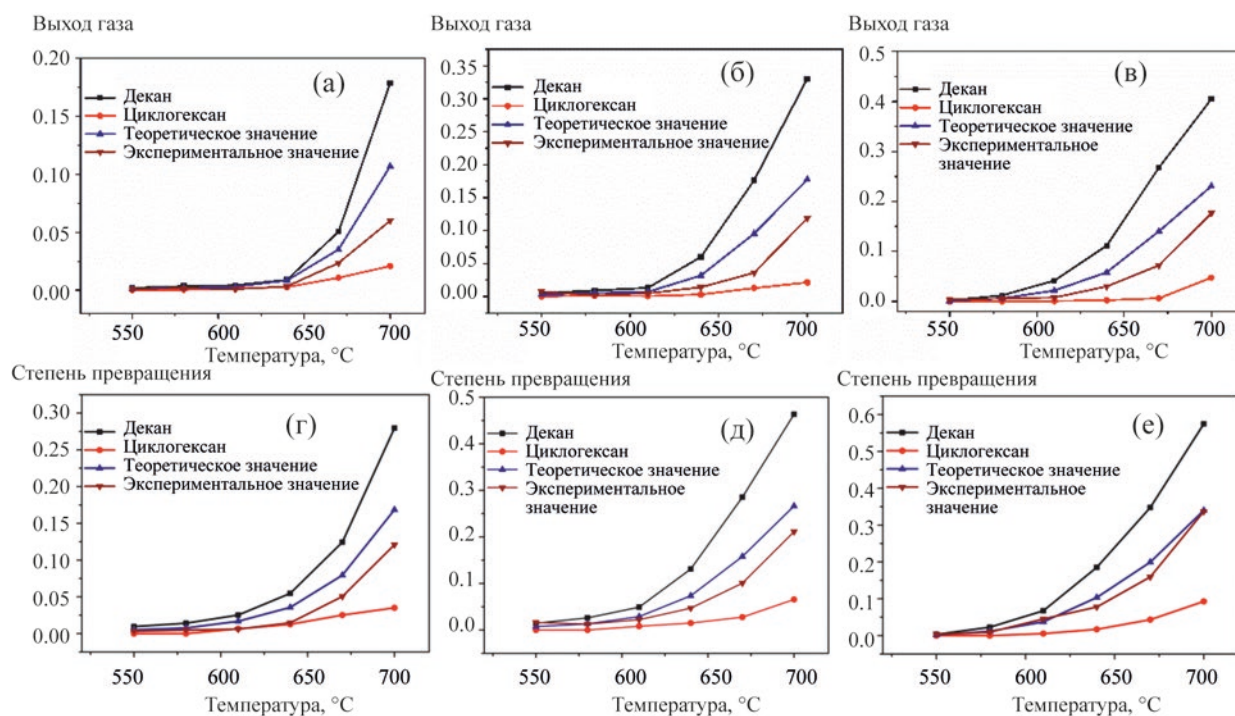 Выход газа
0.20
0.15
0.10
0.05
0.00
(а)
Декан
Циклогексан
Теоретическое значение
Экспериментальное значение
550
600
650
700
Температура, °C
Выход газа
0.35
0.30
0.25
0.20
0.15
0.10
0.05
0.00
(б)
Декан
Циклогексан
Теоретическое значение
Экспериментальное значение
550
600
650
700
Температура, °C
Выход газа
0.5
0.4
0.3
0.2
0.1
0.0
(в)
Декан
Циклогексан
Теоретическое значение
Экспериментальное
значение
550
600
650
700
Температура, °C
Степень превращения
0.30
0.25
0.20
0.15
0.10
0.05
0.00
(г)
Декан
Циклогексан
Теоретическое значение
Экспериментальное значение
550
600
650
700
Температура, °C
Степень превращения
0.5
0.4
0.3
0.2
0.1
0.0
(д)
Декан
Циклогексан
Теоретическое значение
Экспериментальное
значение
550
600
650
700
Температура, °C
Степень превращения
0.6
0.5
0.4
0.3
0.2
0.1
0.0
(е)
Декан
Циклогексан
Теоретическое значение
Экспериментальное
значение
550
600
650
700
Температура, °C